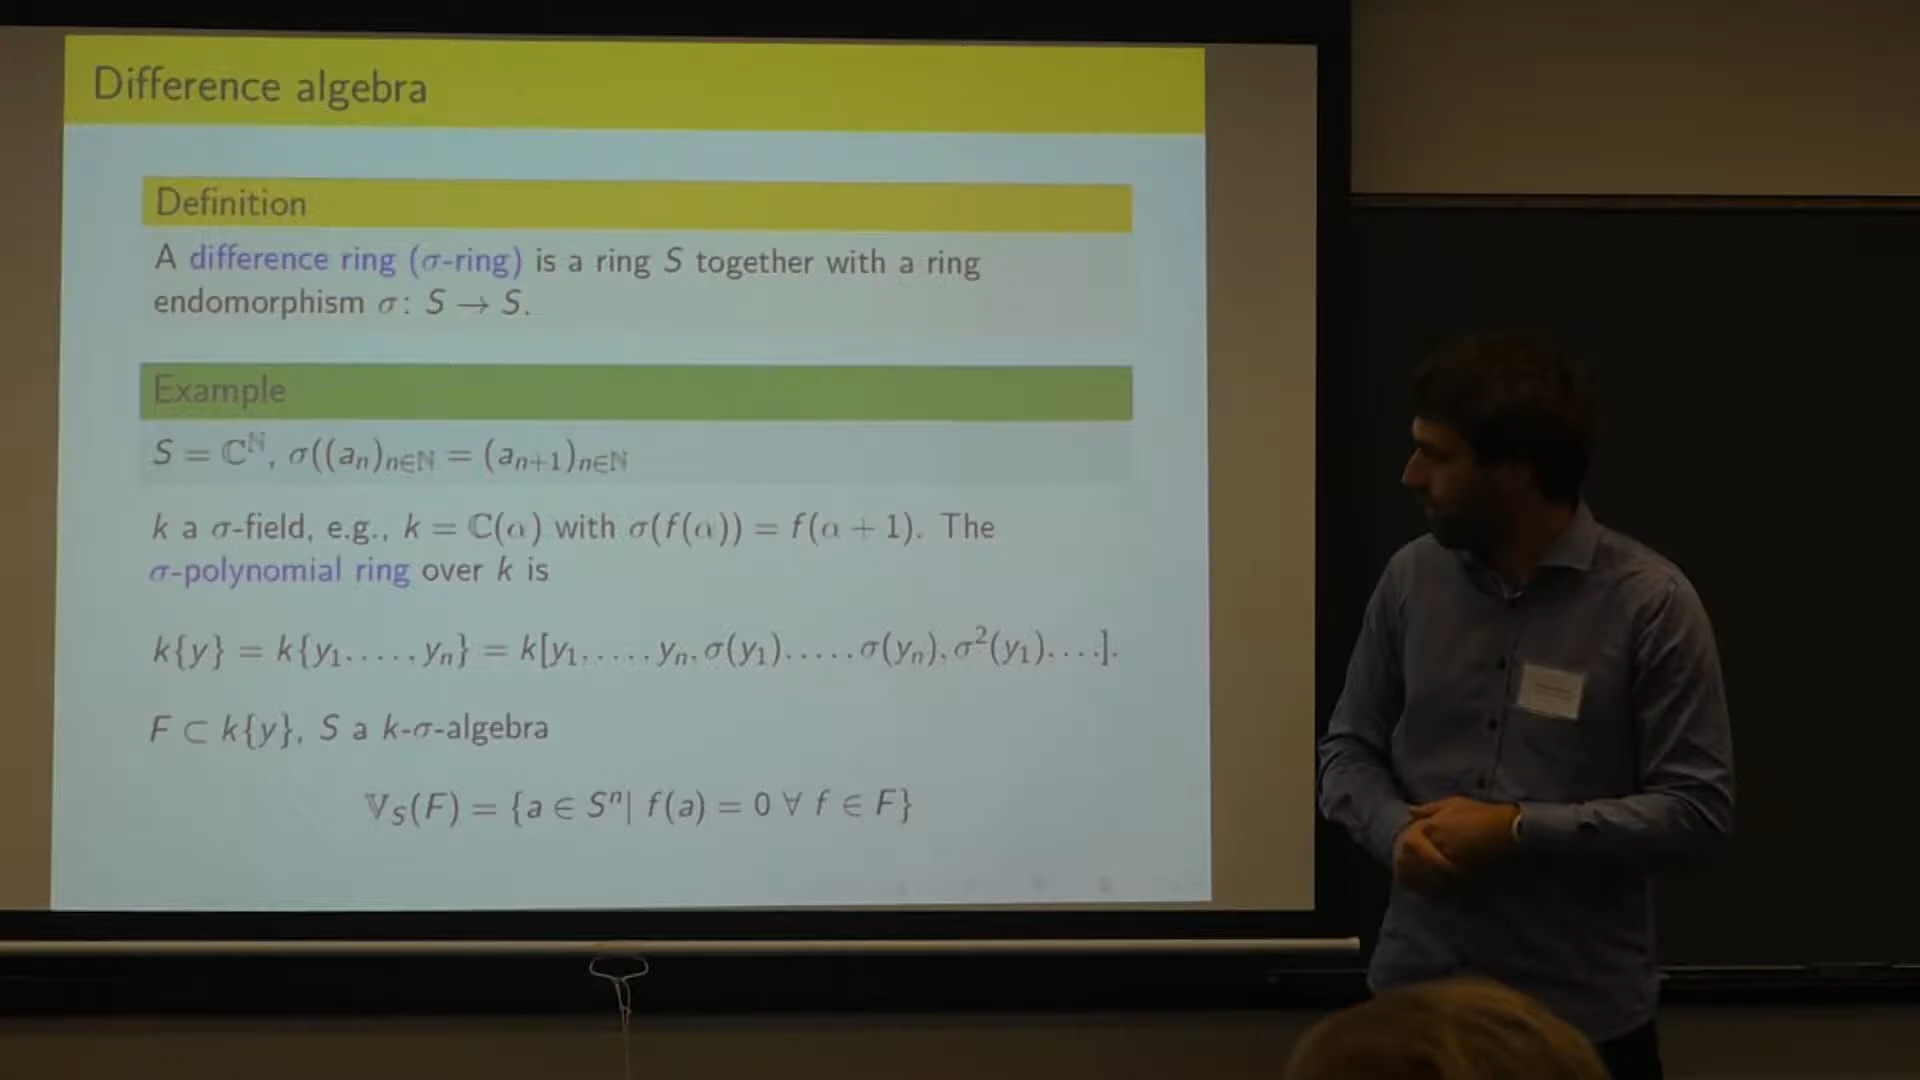 Difference algebra
Definition
A difference ring (σ-ring) is a ring S together with a ring
endomorphism σ: S → S.
Example
S = ℂ^ℕ, σ((a_n)_{n∈ℕ} = (a_{n+1})_{n∈ℕ}
k a σ-field, e.g., k = ℂ(α) with σ(f(α)) = f(α + 1). The
σ-polynomial ring over k is
k{y} = k{y_1, . . . , y_n} = k[y_1, . . . , y_n, σ(y_1), . . . , σ(y_n), σ^2(y_1), . . .].
F ⊂ k{y}, S a k-σ-algebra
𝕍_S(F) = {a ∈ S^n| f(a) = 0 ∀ f ∈ F}